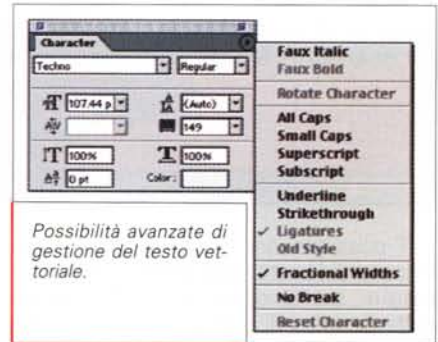 Character
Techno Regular
107.44 p (Auto)
149
100% 100%
0 pt Color:
Faux Italic
Faux Bold
Rotate Character
All Caps
Small Caps
Superscript
Subscript
Underline
Strikethrough
✓ Ligatures
Old Style
✓ Fractional Widths
No Break
Reset Character
Possibilità avanzate di
gestione del testo vet-
toriale.